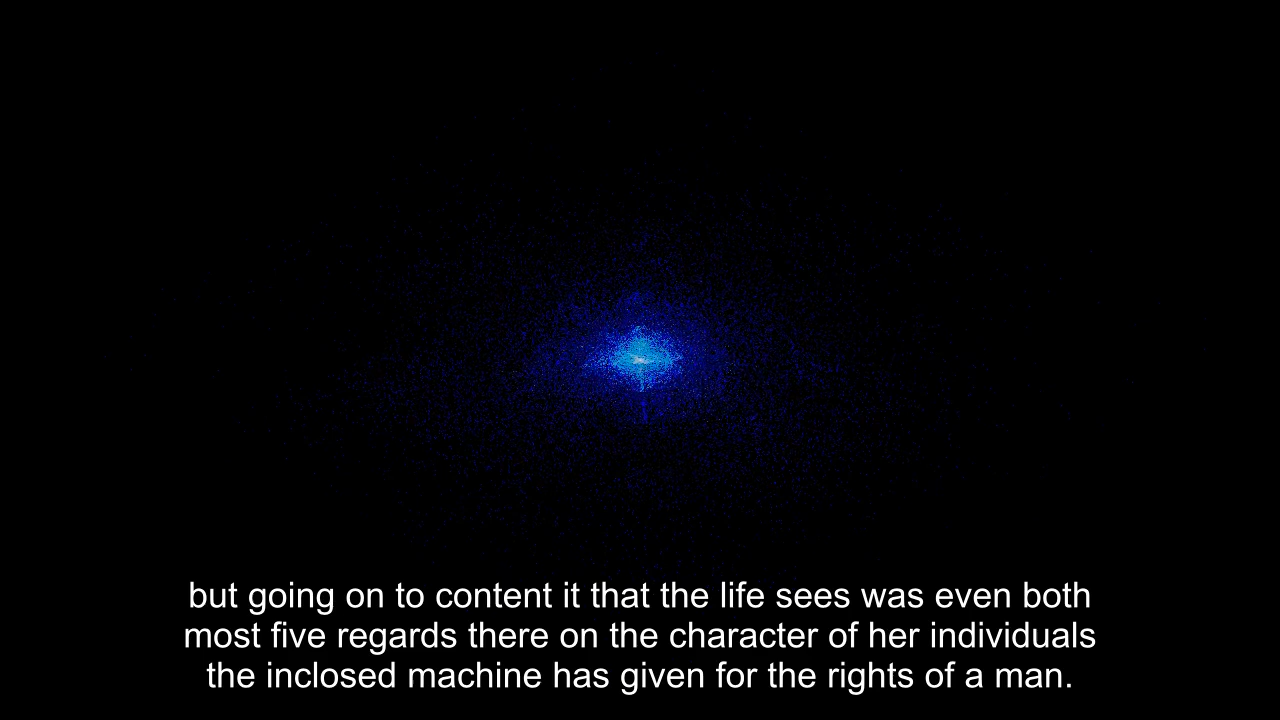 but going on to content it that the life sees was even both
most five regards there on the character of her individuals
the inclosed machine has given for the rights of a man.